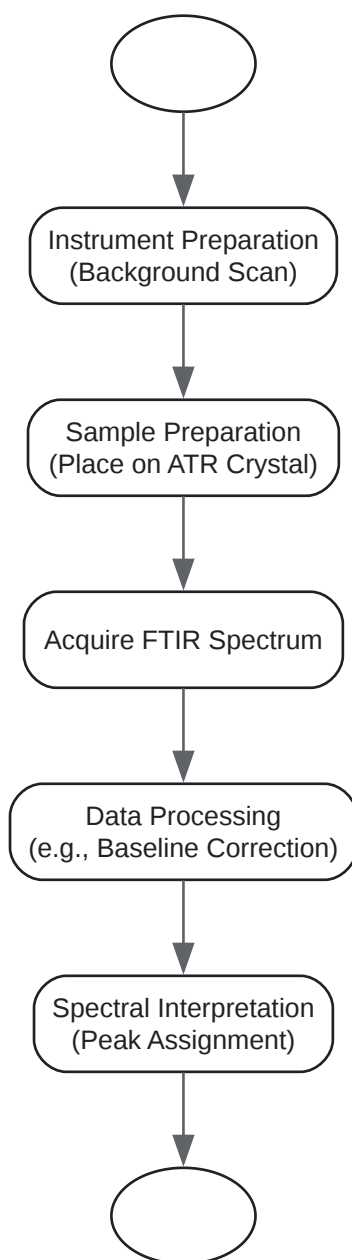 Instrument Preparation
(Background Scan)
Sample Preparation
(Place on ATR Crystal)
Acquire FTIR Spectrum
Data Processing
(e.g., Baseline Correction)
Spectral Interpretation
(Peak Assignment)